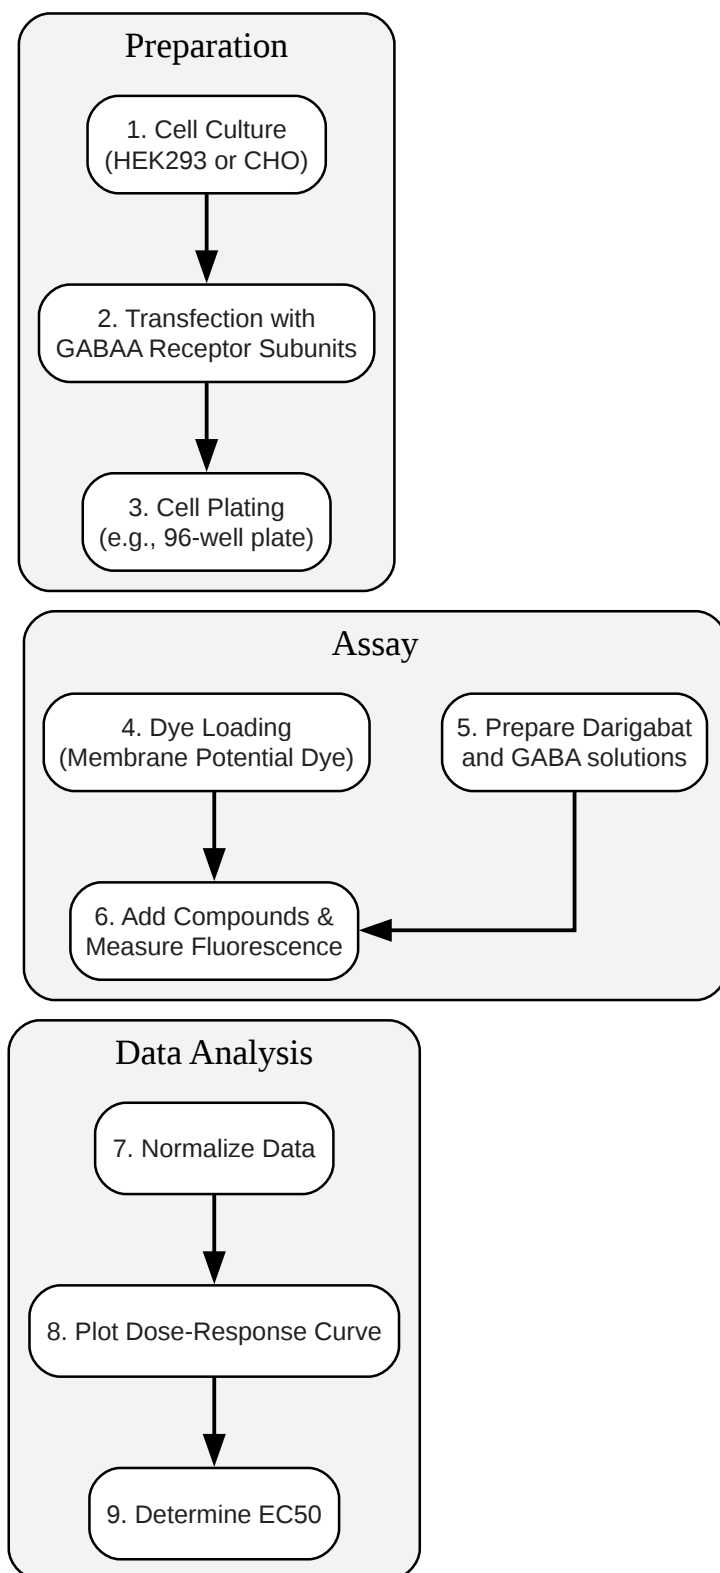 Preparation
1. Cell Culture
(HEK293 or CHO)
2. Transfection with
GABAA Receptor Subunits
3. Cell Plating
(e.g., 96-well plate)
Assay
4. Dye Loading
(Membrane Potential Dye)
5. Prepare Darigabat
and GABA solutions
6. Add Compounds &
Measure Fluorescence
Data Analysis
7. Normalize Data
8. Plot Dose-Response Curve
9. Determine EC50